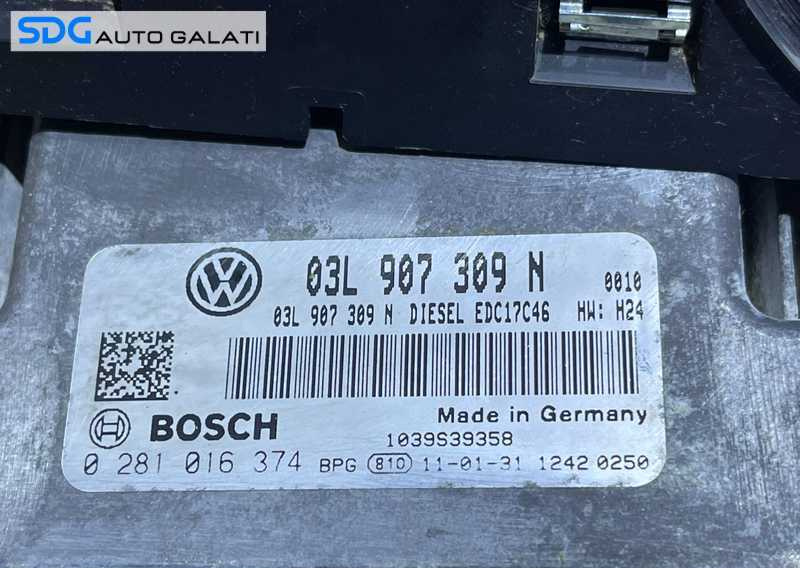 SDG AUTO GALATI
03L 907 309 N 0010
03L 907 309 N DIESEL EDC17C46 HW: H24
Made in Germany
BOSCH 1039S39358
0 281 016 374 BPG 810 11-01-31 1242 0250